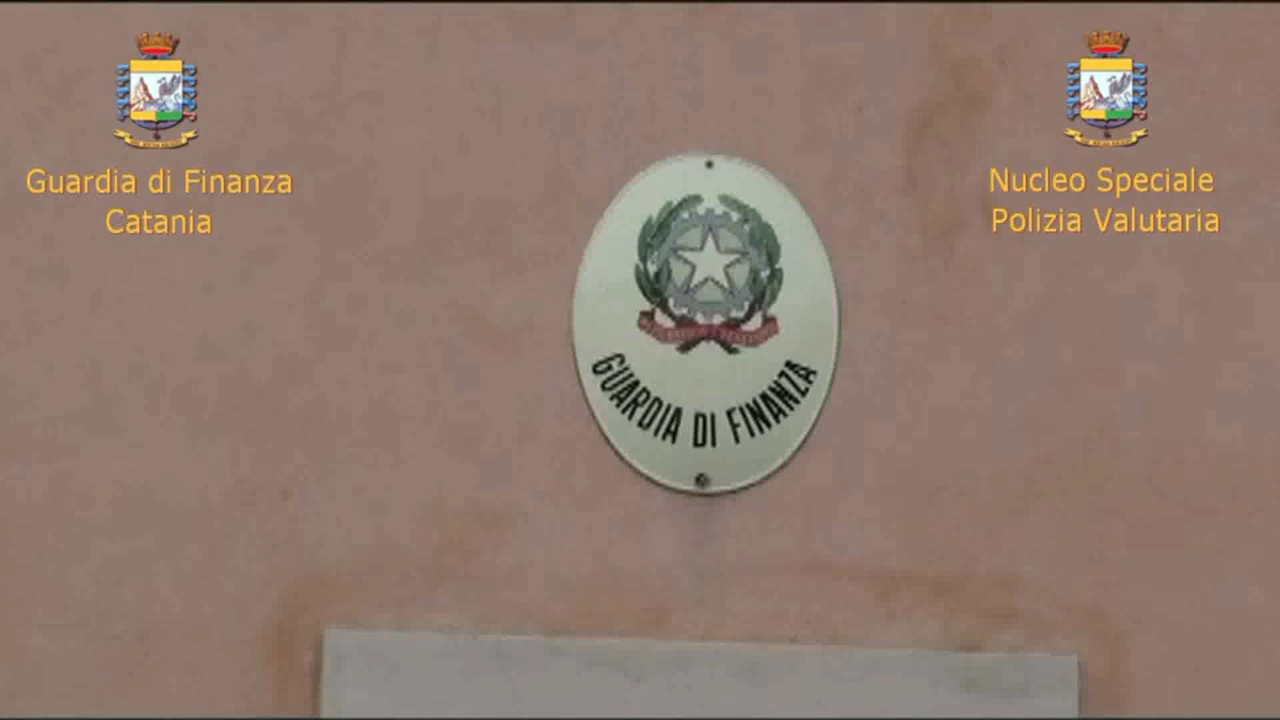 Guardia di Finanza
Catania
Nucleo Speciale
Polizia Valutaria
GUARDIA DI FINANZA